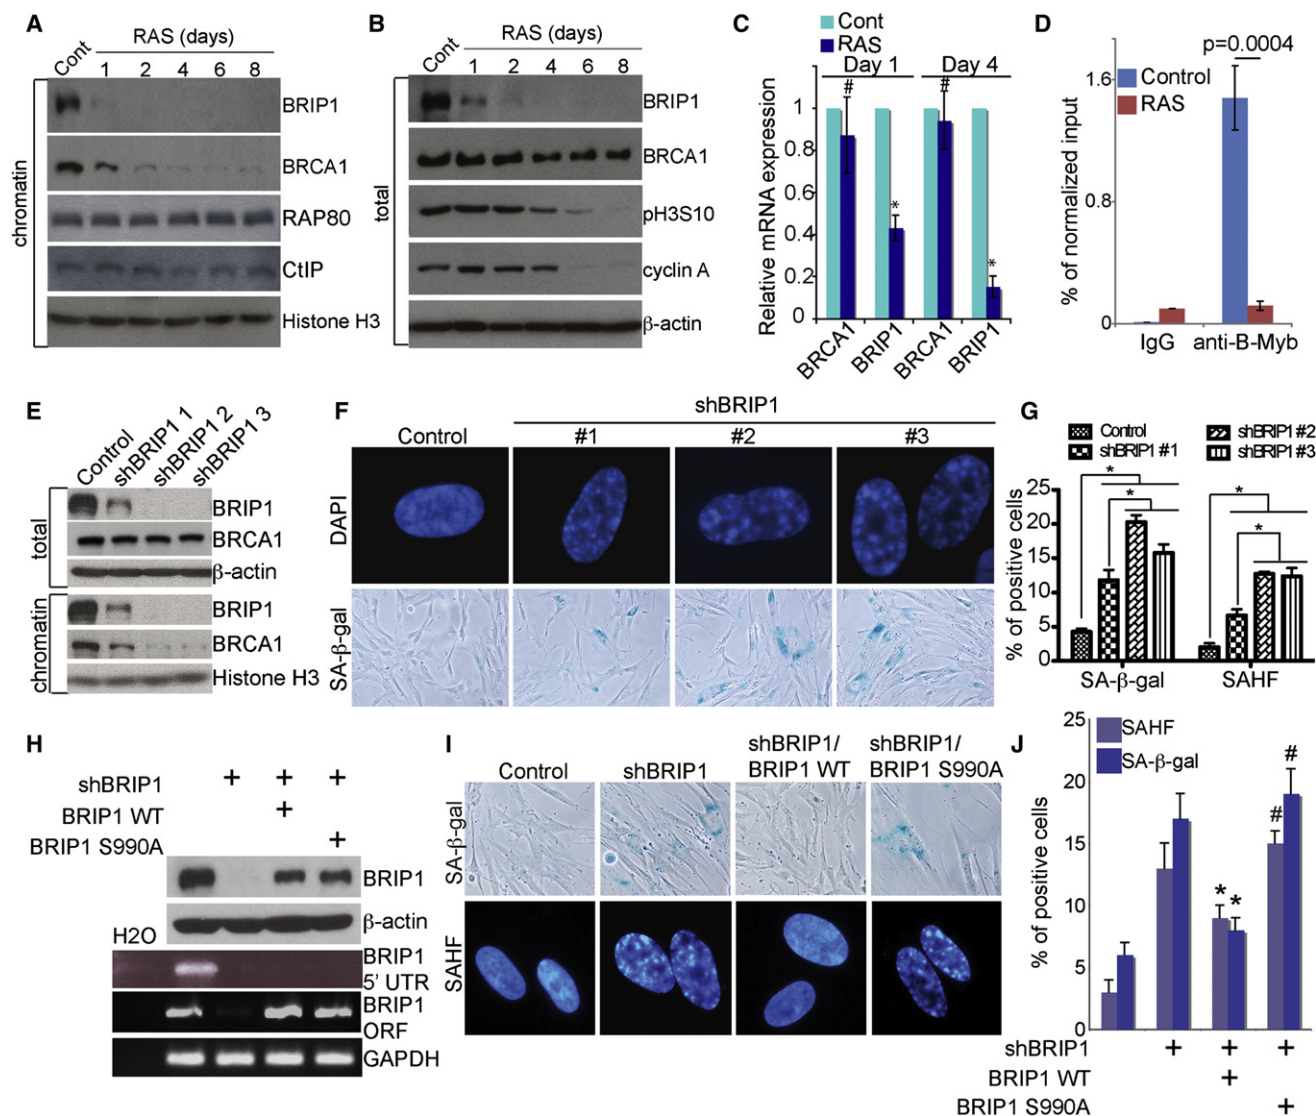 A
RAS (days)
Cont 1 2 4 6 8
chromatin
BRIP1
BRCA1
RAP80
CtIP
Histone H3
B
RAS (days)
Cont 1 2 4 6 8
total
BRIP1
BRCA1
pH3S10
cyclin A
β-actin
C
Cont
RAS
Day 1 Day 4
# #
* *
Relative mRNA expression
1
0.8
0.6
0.4
0.2
0
BRCA1 BRIP1 BRCA1 BRIP1
D
p=0.0004
Control
RAS
% of normalized input
1.6
0.8
0
IgG anti-B-Myb
E
Control shBRIP1 1 shBRIP1 2 shBRIP1 3
total
BRIP1
BRCA1
β-actin
chromatin
BRIP1
BRCA1
Histone H3
F
shBRIP1
Control #1 #2 #3
DAPI
SA-β-gal
G
Control shBRIP1 #2
shBRIP1 #1 shBRIP1 #3
* *
* *
% of positive cells
25
20
15
10
5
0
SA-β-gal SAHF
H
shBRIP1 + + +
BRIP1 WT +
BRIP1 S990A +
BRIP1
β-actin
H2O
BRIP1
5' UTR
BRIP1
ORF
GAPDH
I
Control shBRIP1 shBRIP1/ BRIP1 WT shBRIP1/ BRIP1 S990A
SA-β-gal
SAHF
J
SAHF
SA-β-gal
% of positive cells
25
20
15
10
5
0
* * # #
shBRIP1 + + +
BRIP1 WT +
BRIP1 S990A +